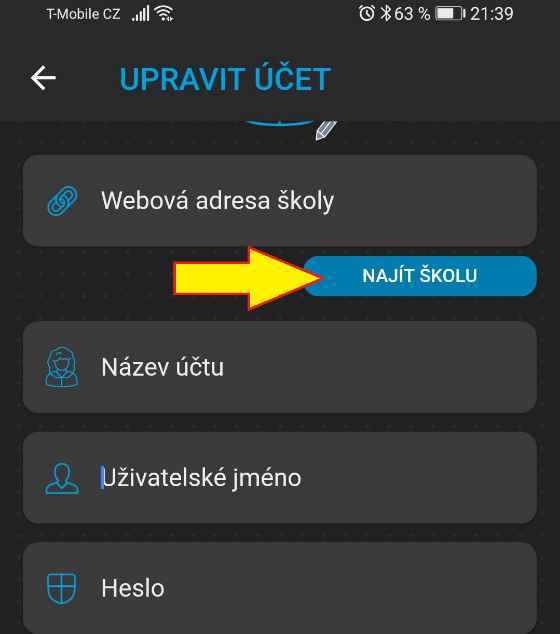 T-Mobile CZ 63 % 21:39
UPRAVIT ÚČET
Webová adresa školy
NAJÍT ŠKOLU
Název účtu
Uživatelské jméno
Heslo